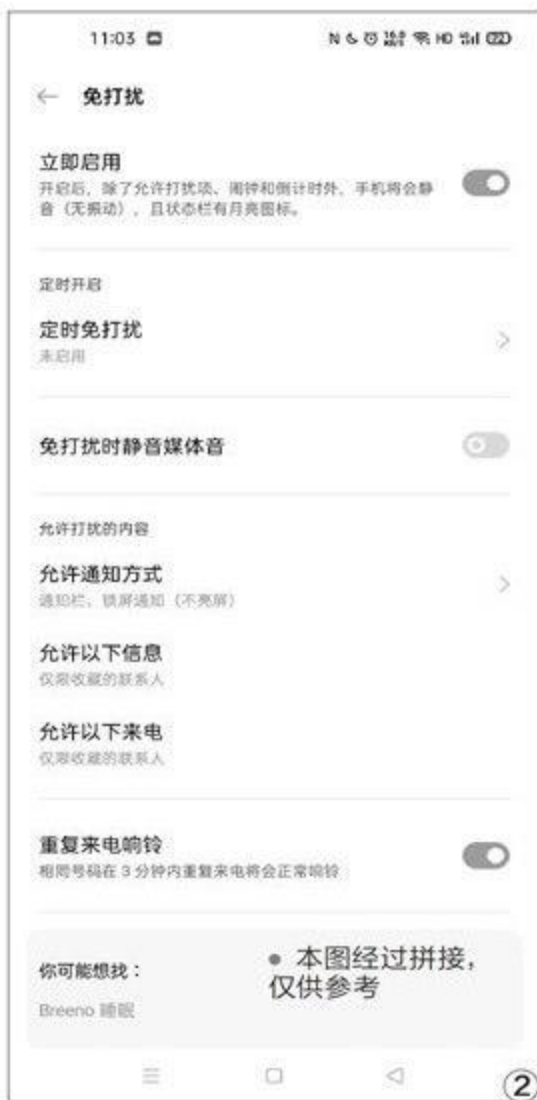 11:03
HD
72
免打扰
立即启用
开启后，除了允许打扰项、闹钟和倒计时外，手机将会静
音（无振动），且状态栏有月亮图标。
定时开启
定时免打扰
未启用
免打扰时静音媒体音
允许打扰的内容
允许通知方式
通知栏、锁屏通知（不亮屏）
允许以下信息
仅限收藏的联系人
允许以下来电
仅限收藏的联系人
重复来电响铃
相同号码在 3 分钟内重复来电将会正常响铃
你可能想找：
● 本图经过拼接，
仅供参考
Breeno 睡眠
②